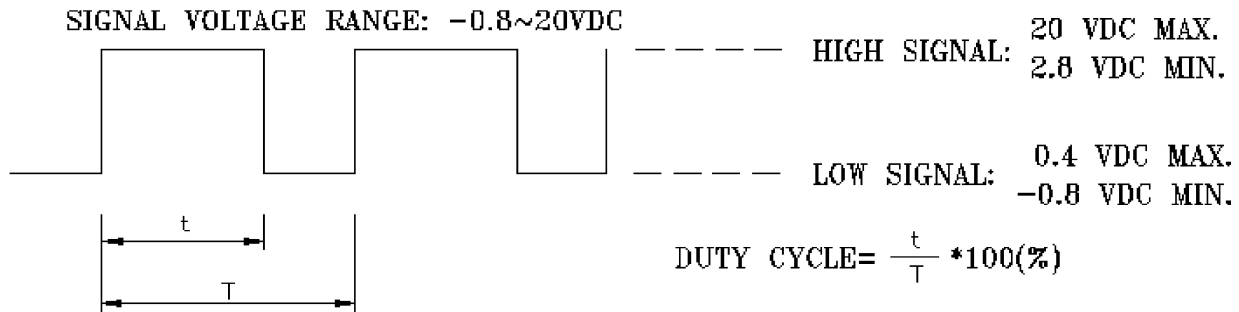 SIGNAL VOLTAGE RANGE: -0.8~20VDC
HIGH SIGNAL: 20 VDC MAX.
2.8 VDC MIN.
LOW SIGNAL: 0.4 VDC MAX.
-0.8 VDC MIN.
t
T
DUTY CYCLE= t/T *100(%)